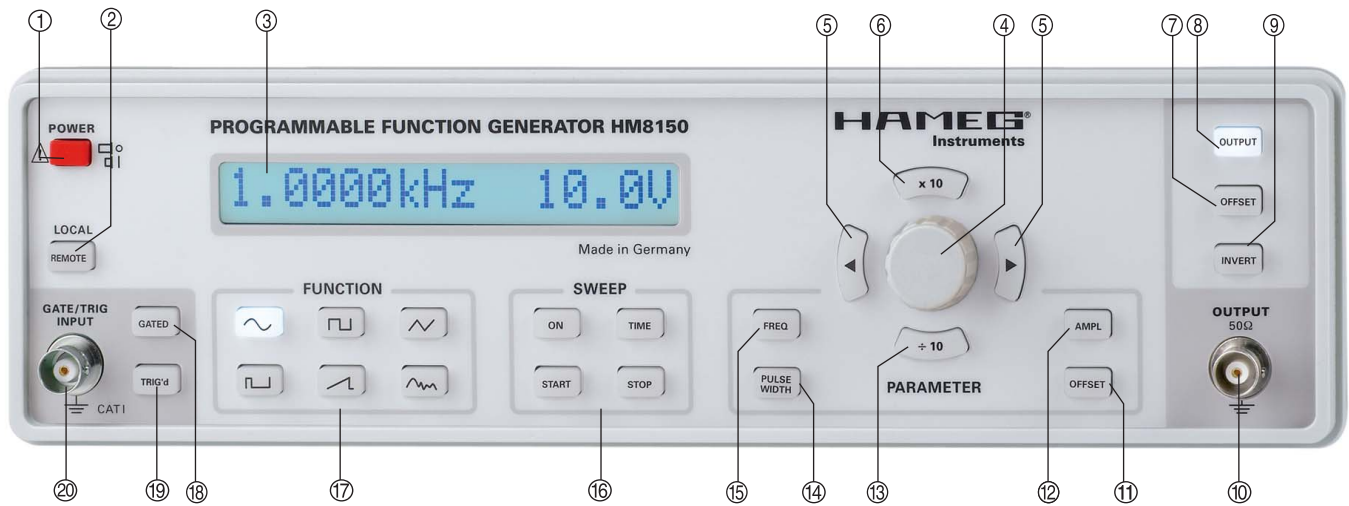 ① ② ③ ⑤ ⑥ ④ ⑤ ⑦ ⑧ ⑨
POWER
PROGRAMMABLE FUNCTION GENERATOR HM8150
HAMEG®
Instruments
OUTPUT
1.0000kHz 10.0V
x 10
OFFSET
LOCAL
REMOTE
Made in Germany
INVERT
FUNCTION
SWEEP
GATE/TRIG
INPUT
GATED
ON
TIME
FREQ
÷ 10
AMPL
OUTPUT
50Ω
TRIG'd
START
STOP
PULSE
WIDTH
PARAMETER
OFFSET
CAT I
⑳ ⑲ ⑱ ⑰ ⑯ ⑮ ⑭ ⑬ ⑫ ⑪ ⑩